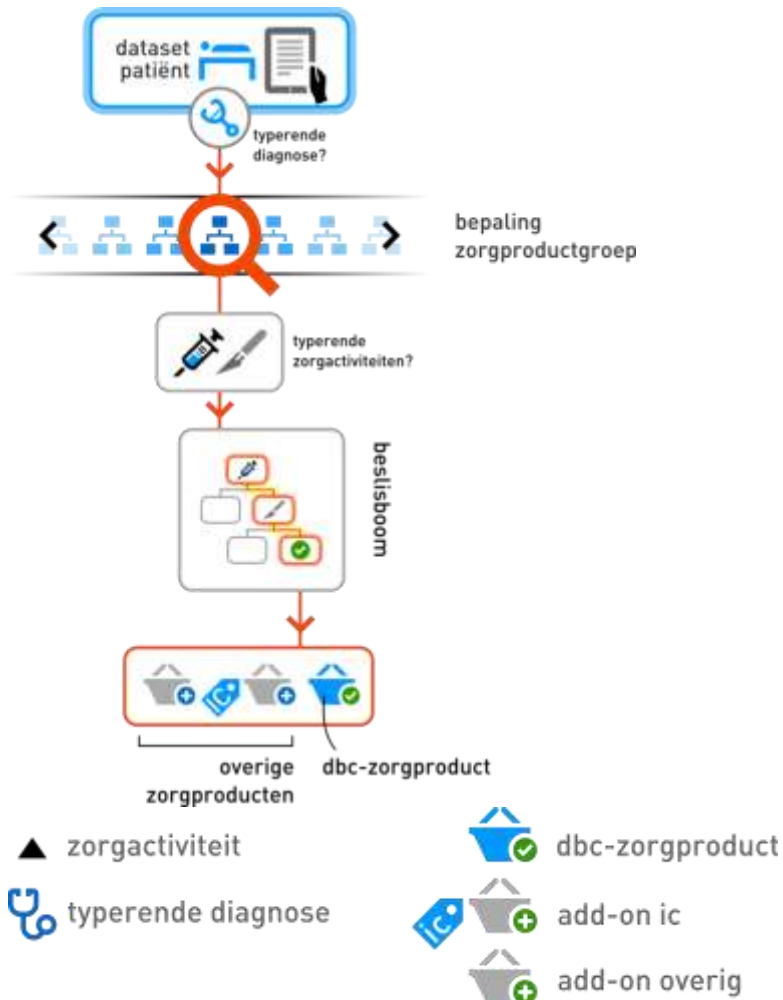 dataset
patiënt
typerende
diagnose?
bepaling
zorgproductgroep
typerende
zorgactiviteiten?
beslisboom
ic
overige
zorgproducten
dbc-zorgproduct
zorgactiviteit
dbc-zorgproduct
typerende diagnose
ic
add-on ic
add-on overig